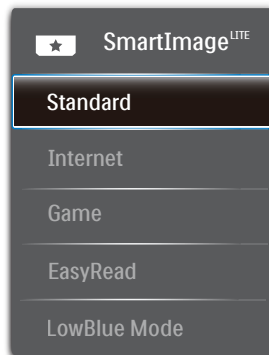 SmartImageLITE
Standard
Internet
Game
EasyRead
LowBlue Mode